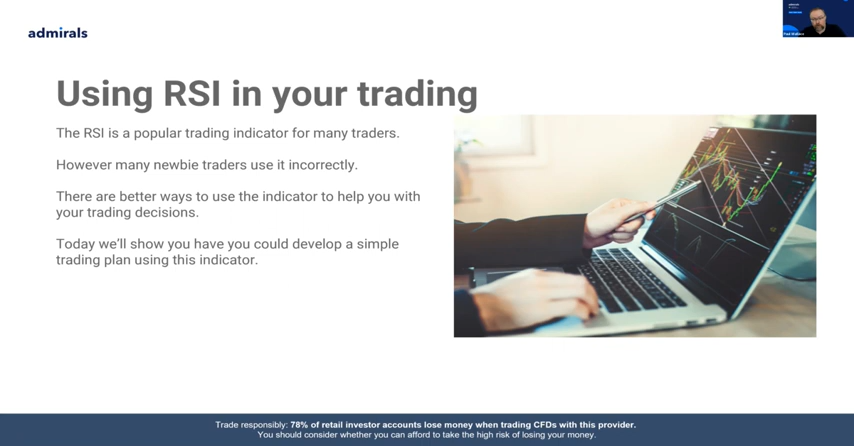 admirals
Using RSI in your trading
The RSI is a popular trading indicator for many traders.
However many newbie traders use it incorrectly.
There are better ways to use the indicator to help you with
your trading decisions.
Today we'll show you have you could develop a simple
trading plan using this indicator.
Trade responsibly: 78% of retail investor accounts lose money when trading CFDs with this provider.
You should consider whether you can afford to take the high risk of losing your money.